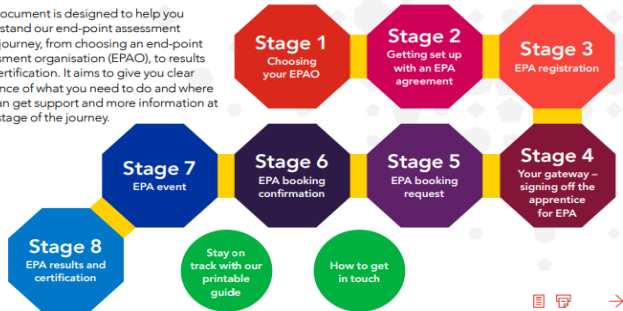 ocument is designed to help you
stand our end-point assessment
journey, from choosing an end-point
sment organisation (EPAO), to results
ertification. It aims to give you clear
nce of what you need to do and where
an get support and more information at
stage of the journey.
Stage 1
Choosing
your EPAO
Stage 2
Getting set up
with an EPA
agreement
Stage 3
EPA registration
Stage 4
Your gateway –
signing off the
apprentice
for EPA
Stage 5
EPA booking
request
Stage 6
EPA booking
confirmation
Stage 7
EPA event
Stage 8
EPA results and
certification
Stay on
track with our
printable
guide
How to get
in touch